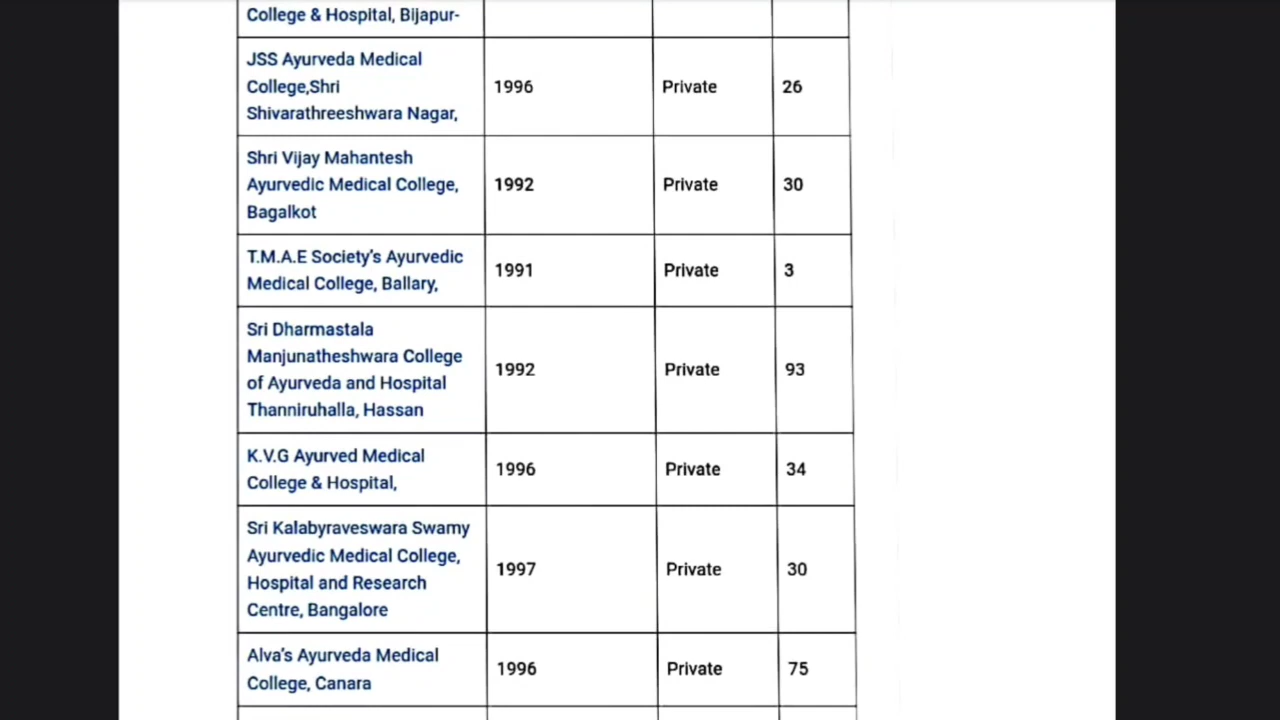 College & Hospital, Bijapur-
JSS Ayurveda Medical
College,Shri
Shivarathreeshwara Nagar,
1996
Private
26
Shri Vijay Mahantesh
Ayurvedic Medical College,
Bagalkot
1992
Private
30
T.M.A.E Society's Ayurvedic
Medical College, Ballary,
1991
Private
3
Sri Dharmastala
Manjunatheshwara College
of Ayurveda and Hospital
Thanniruhalla, Hassan
1992
Private
93
K.V.G Ayurved Medical
College & Hospital,
1996
Private
34
Sri Kalabyraveswara Swamy
Ayurvedic Medical College,
Hospital and Research
Centre, Bangalore
1997
Private
30
Alva's Ayurveda Medical
College, Canara
1996
Private
75